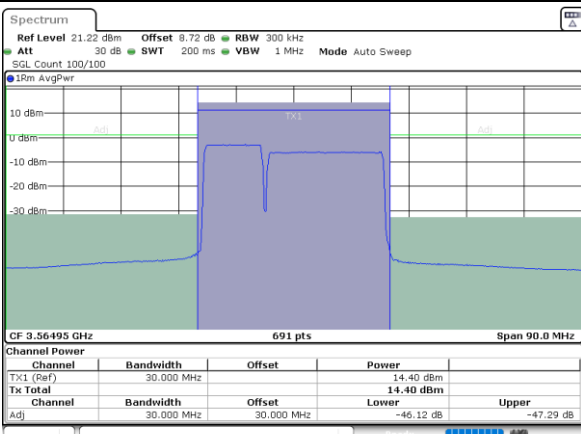 Spectrum
Ref Level 21.22 dBm Offset 8.72 dB RBW 300 kHz
Att 30 dB SWT 200 ms VBW 1 MHz Mode Auto Sweep
SGL Count 100/100
1Rm AvgPwr
TX1
10 dBm
Adj Adj
0 dBm
-10 dBm
-20 dBm
-30 dBm
CF 3.56495 GHz 691 pts Span 90.0 MHz
Channel Power
Channel Bandwidth Offset Power
TX1 (Ref) 30.000 MHz 14.40 dBm
Tx Total 14.40 dBm
Channel Bandwidth Offset Lower Upper
Adj 30.000 MHz 30.000 MHz -46.12 dB -47.29 dB